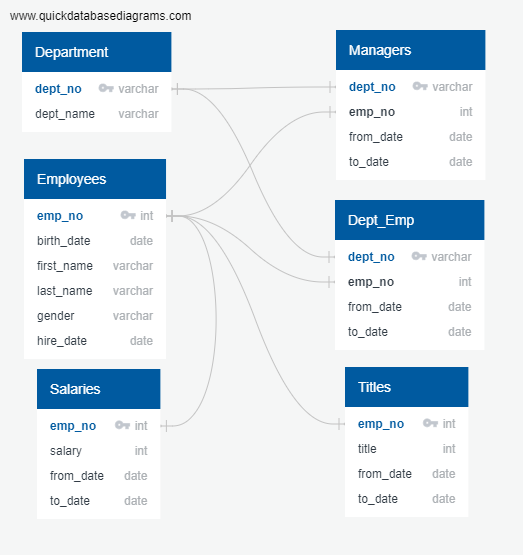 www.quickdatabasediagrams.com
Department
dept_no varchar
dept_name varchar
Employees
emp_no int
birth_date date
first_name varchar
last_name varchar
gender varchar
hire_date date
Salaries
emp_no int
salary int
from_date date
to_date date
Managers
dept_no varchar
emp_no int
from_date date
to_date date
Dept_Emp
dept_no varchar
emp_no int
from_date date
to_date date
Titles
emp_no int
title int
from_date date
to_date date